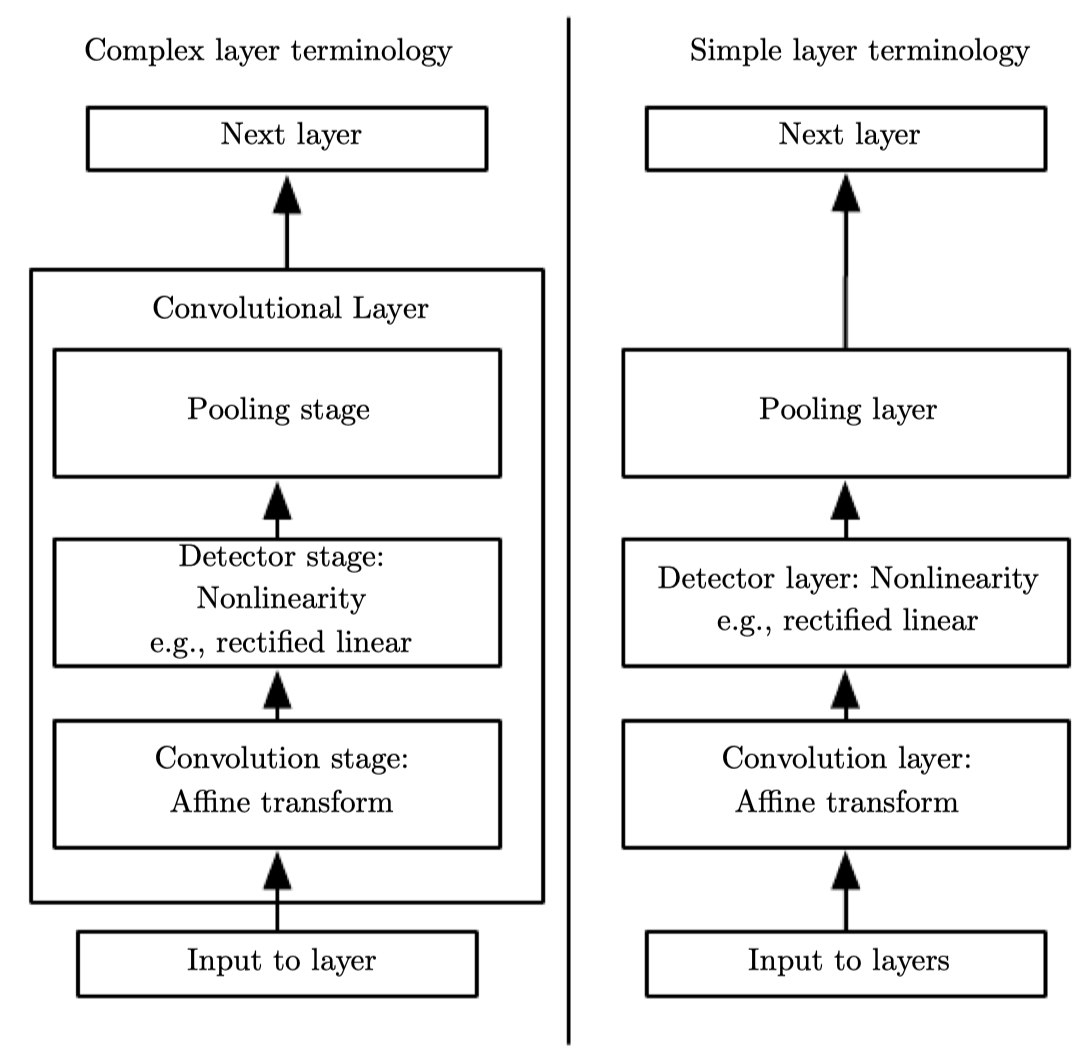 Complex layer terminology
Next layer
Convolutional Layer
Pooling stage
Detector stage:
Nonlinearity
e.g., rectified linear
Convolution stage:
Affine transform
Input to layer
Simple layer terminology
Next layer
Pooling layer
Detector layer: Nonlinearity
e.g., rectified linear
Convolution layer:
Affine transform
Input to layers